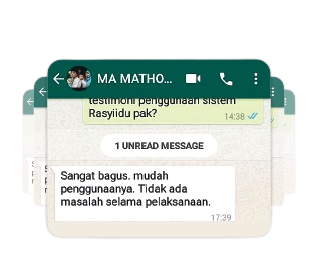 MA MATHO...
testimoni penggunaan sistem
Rasyiidu pak?
14:38
1 UNREAD MESSAGE
Sangat bagus. mudah
penggunaanya. Tidak ada
masalah selama pelaksanaan.
17:39